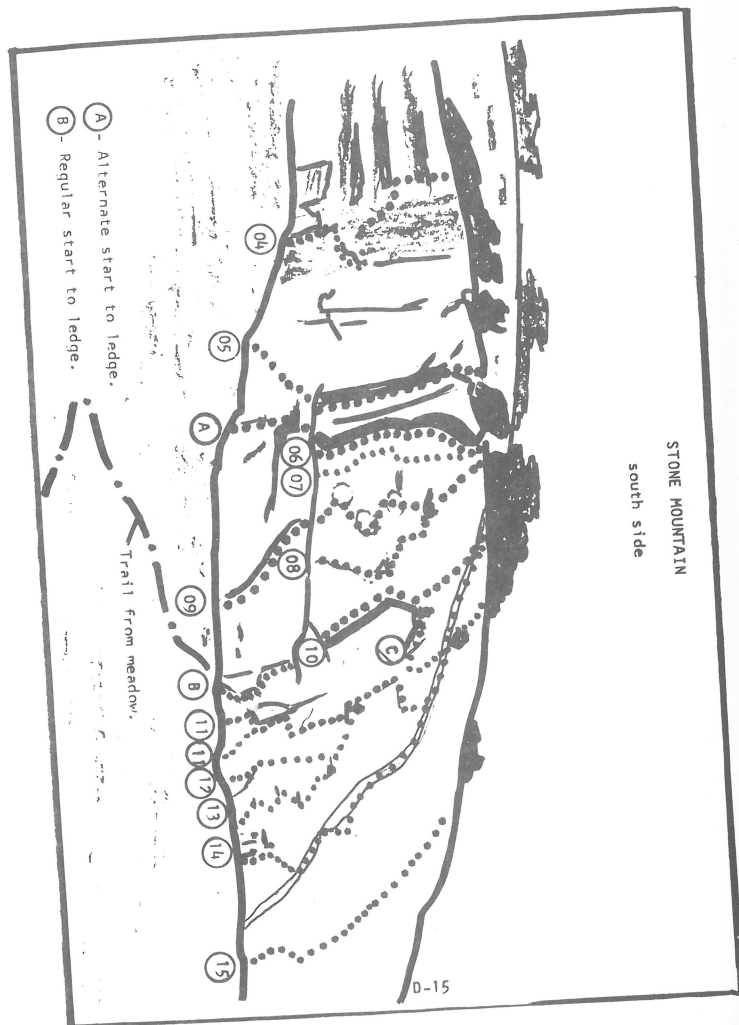 STONE MOUNTAIN
south side
C
06 07
08
10
04
05
A
09
B
11
11
12
13
14
15
Trail from meadow.
A - Alternate start to ledge.
B - Regular start to ledge.
D-15